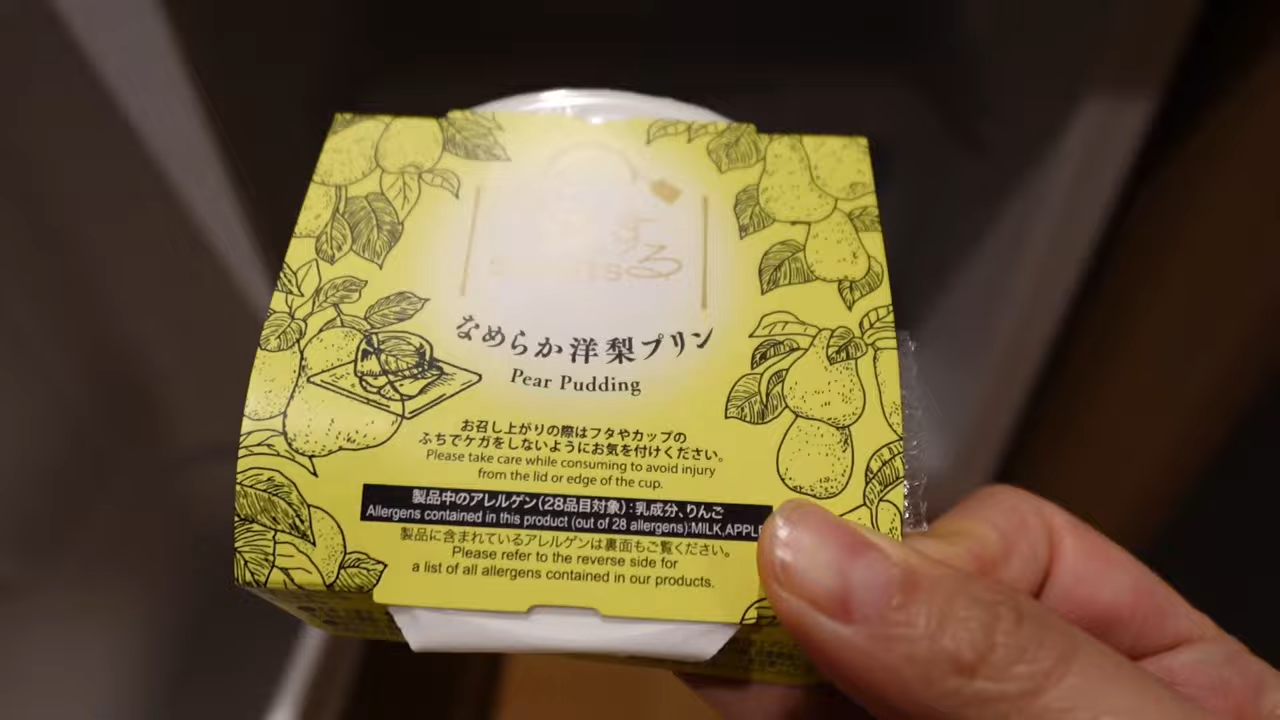 する
なめらか洋梨プリン
Pear Pudding
お召し上がりの際はフタやカップの
ふちでケガをしないようにお気を付けください。
Please take care while consuming to avoid injury
from the lid or edge of the cup.
製品中のアレルゲン(28品目対象):乳成分、りんご
Allergens contained in this product (out of 28 allergens):MILK,APPLE
製品に含まれているアレルゲンは裏面もご覧ください。
Please refer to the reverse side for
a list of all allergens contained in our products.